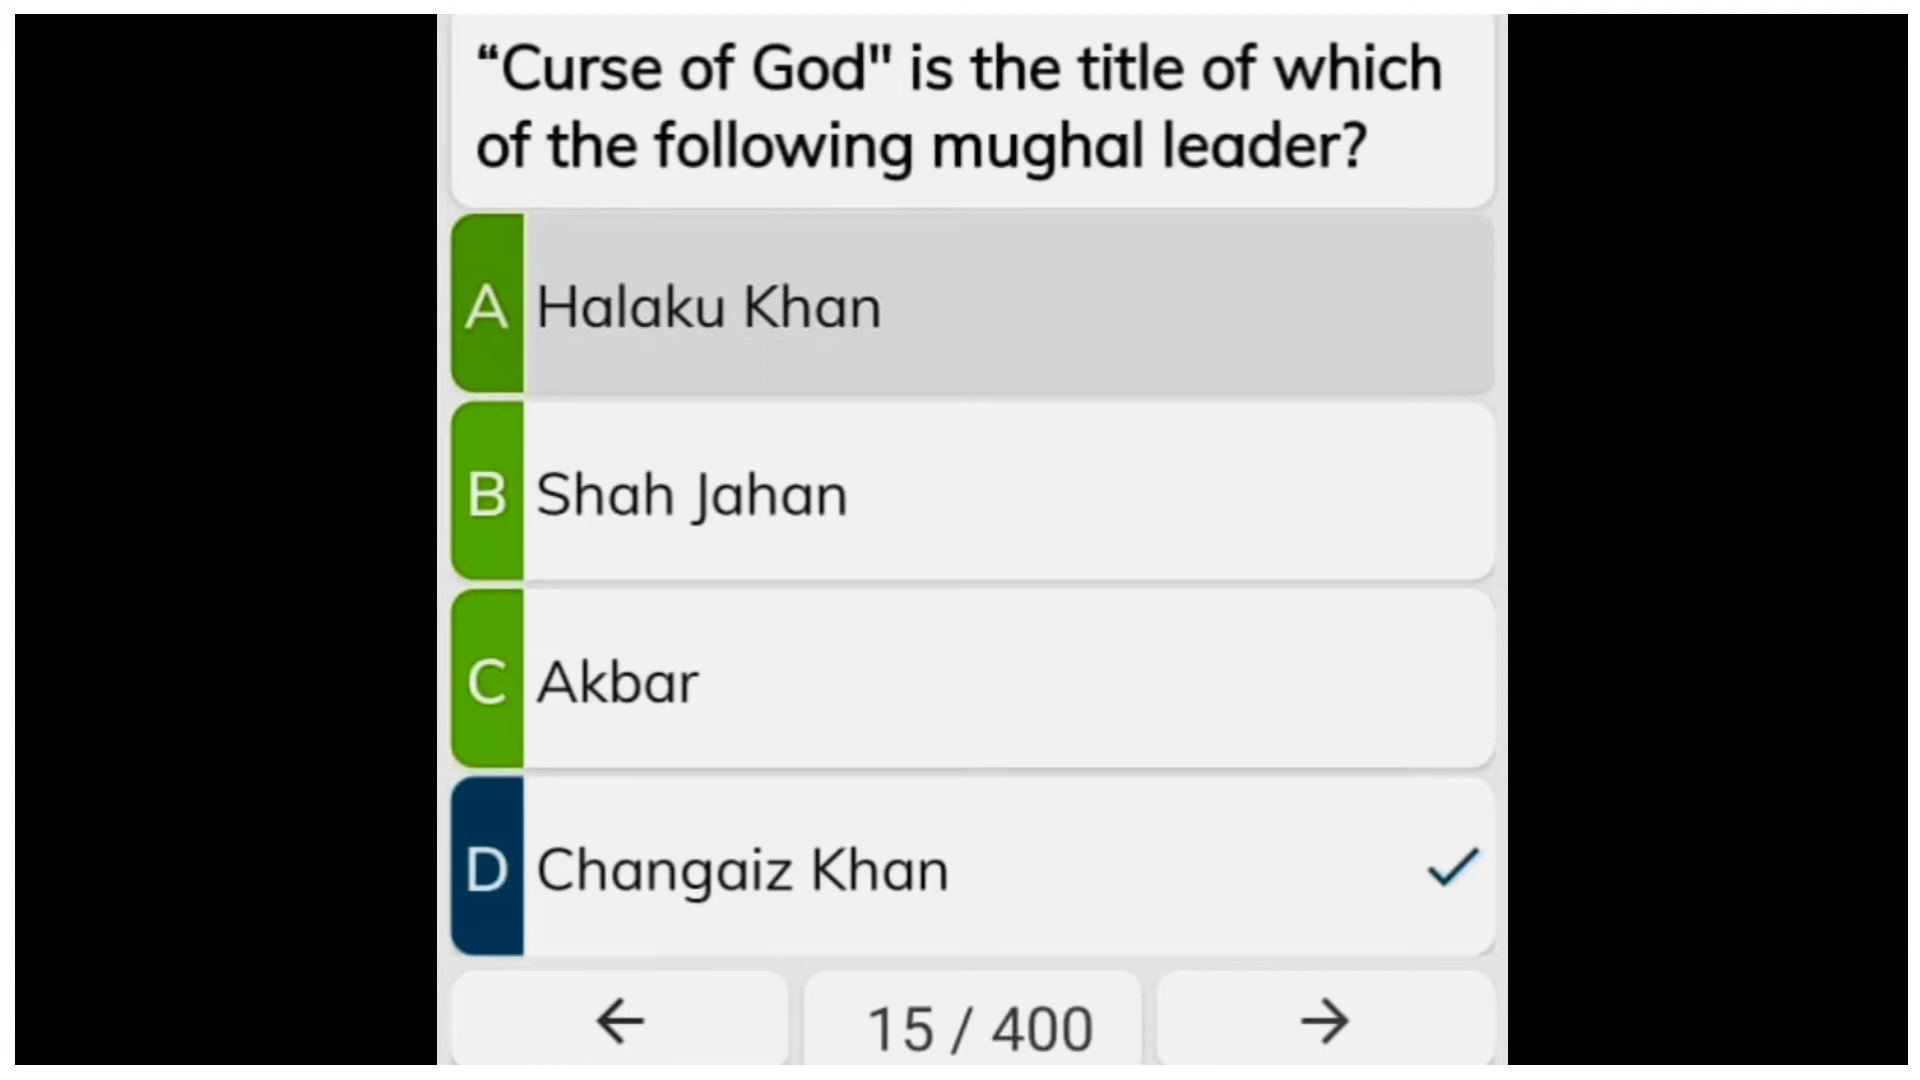 “Curse of God" is the title of which
of the following mughal leader?
A Halaku Khan
B Shah Jahan
C Akbar
D Changaiz Khan
15 / 400